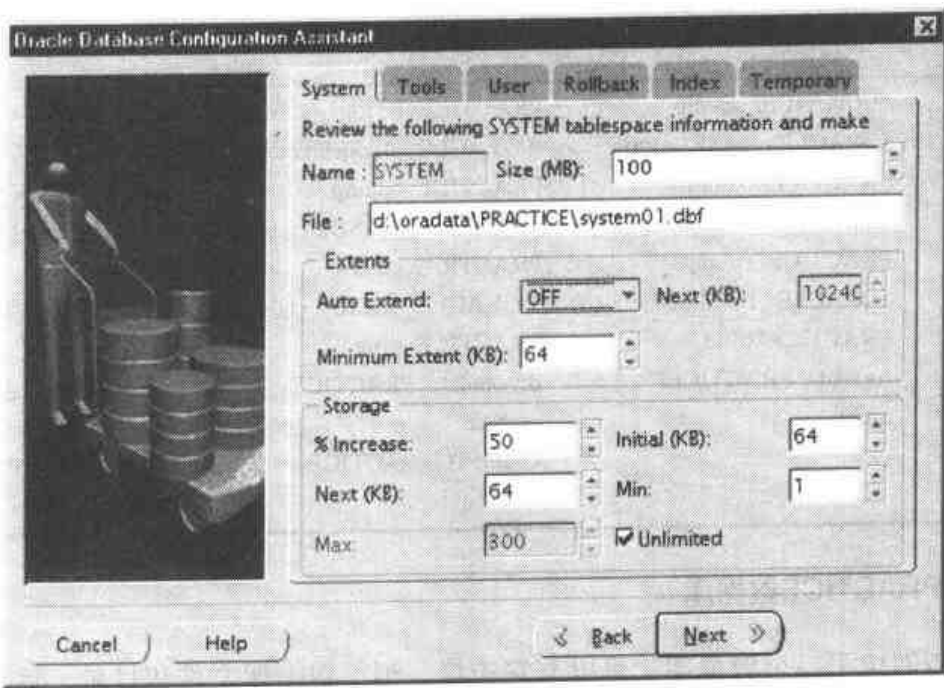 Oracle Database Configuration Assistant
System Tools User Rollback Index Temporary
Review the following SYSTEM tablespace information and make
Name : SYSTEM Size (MB): 100
File : d:\oradata\PRACTICE\system01.dbf
Extents
Auto Extend: OFF Next (KB): 10240
Minimum Extent (KB): 64
Storage
% Increase: 50 Initial (KB): 64
Next (KB): 64 Min: 1
Max: 300 Unlimited
Cancel Help Back Next